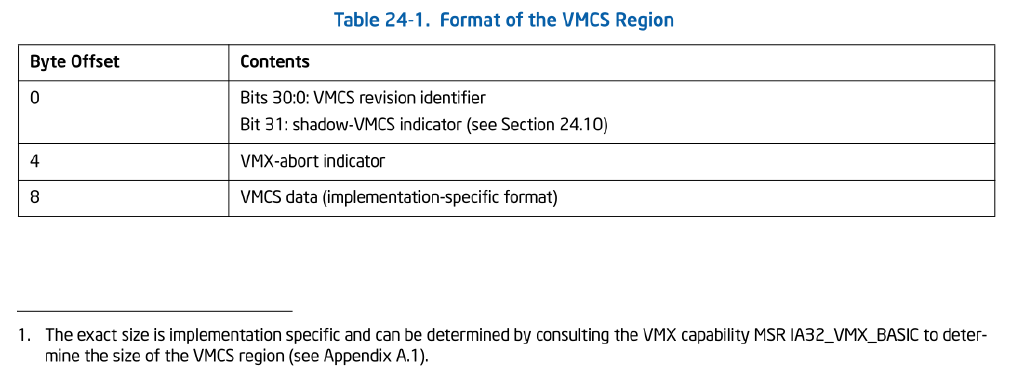 Table 24-1. Format of the VMCS Region
Byte Offset Contents
0 Bits 30:0: VMCS revision identifier
Bit 31: shadow-VMCS indicator (see Section 24.10)
4 VMX-abort indicator
8 VMCS data (implementation-specific format)
1. The exact size is implementation specific and can be determined by consulting the VMX capability MSR IA32_VMX_BASIC to deter-
mine the size of the VMCS region (see Appendix A.1).